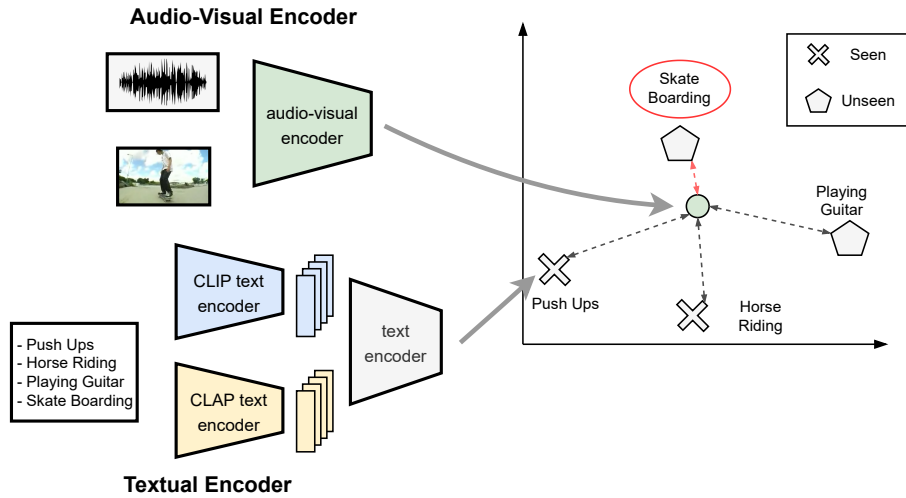 Audio-Visual Encoder
audio-visual
encoder
CLIP text
encoder
CLAP text
encoder
text
encoder
- Push Ups
- Horse Riding
- Playing Guitar
- Skate Boarding
Textual Encoder
Skate
Boarding
Seen
Unseen
Playing
Guitar
Push Ups
Horse
Riding